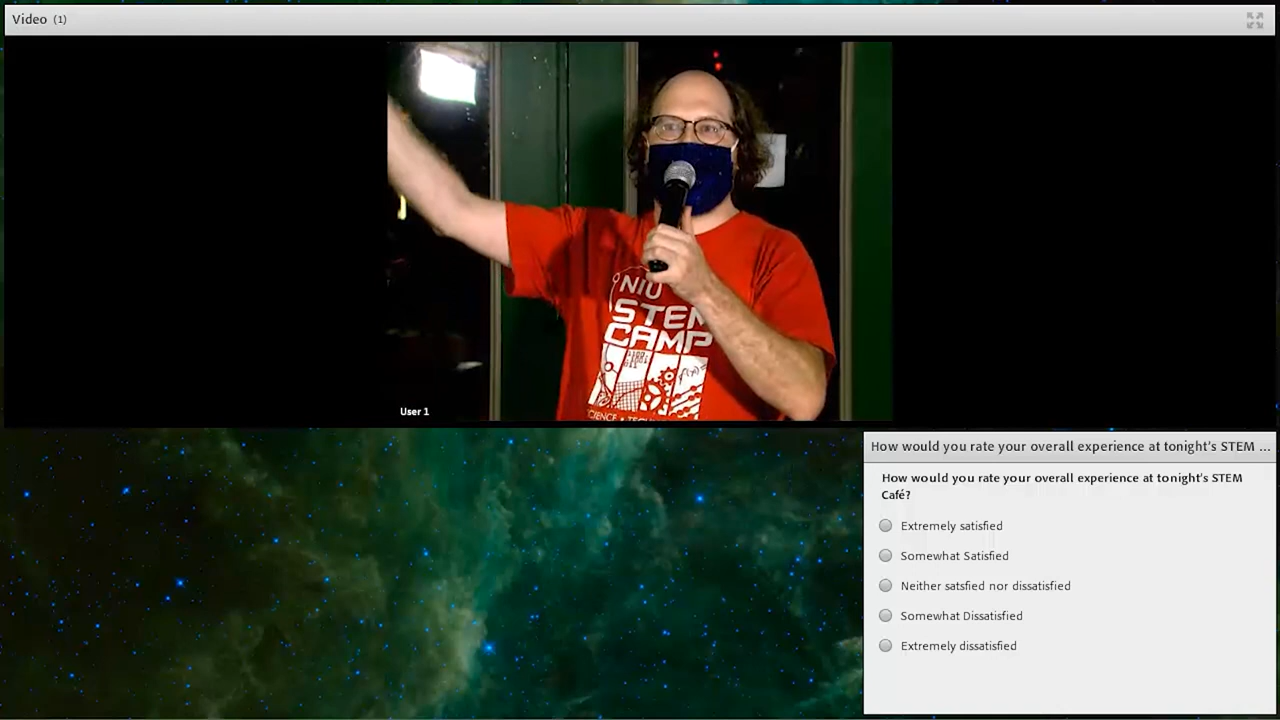 Video (1)
NIU
STEM
CAMP
User 1
How would you rate your overall experience at tonight's STEM ...
How would you rate your overall experience at tonight's STEM
Café?
Extremely satisfied
Somewhat Satisfied
Neither satsfied nor dissatisfied
Somewhat Dissatisfied
Extremely dissatisfied